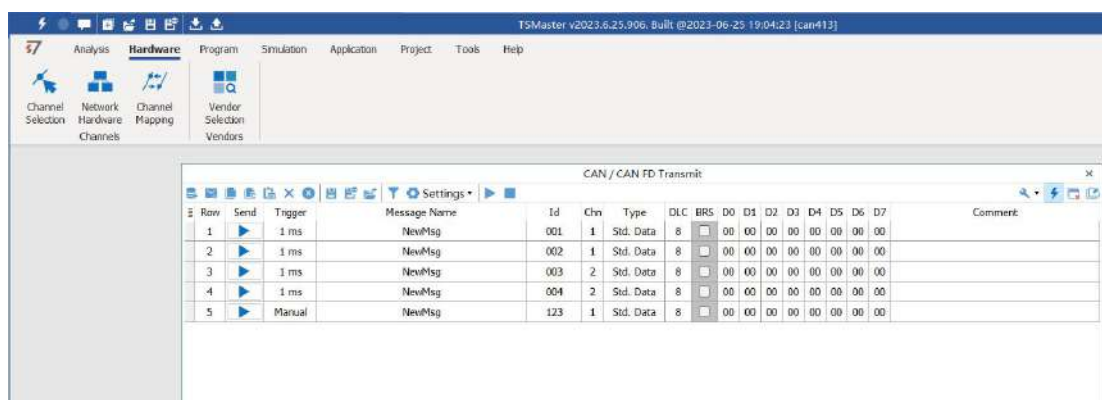 TSMaster v2023.6.25.906. Built @2023-06-25 19:04:23 [can413]
Analysis Hardware Program Simulation Application Project Tools Help
Channel Selection Network Hardware Channel Mapping Vendor Selection
Channels Vendors
CAN / CAN FD Transmit
Settings
Row Send Trigger Message Name Id Chn Type DLC BRS D0 D1 D2 D3 D4 D5 D6 D7 Comment
1 1 ms NewMsg 001 1 Std. Data 8 00 00 00 00 00 00 00 00
2 1 ms NewMsg 002 1 Std. Data 8 00 00 00 00 00 00 00 00
3 1 ms NewMsg 003 2 Std. Data 8 00 00 00 00 00 00 00 00
4 1 ms NewMsg 004 2 Std. Data 8 00 00 00 00 00 00 00 00
5 Manual NewMsg 123 1 Std. Data 8 00 00 00 00 00 00 00 00